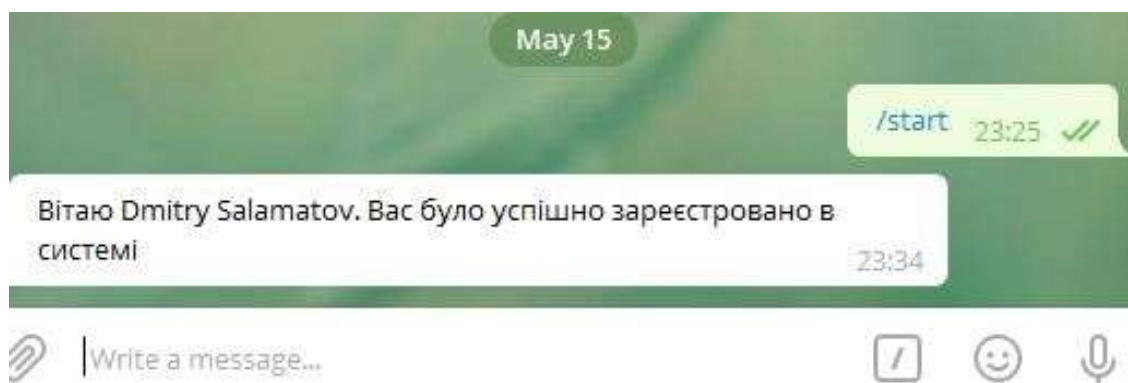 May 15
/start 23:25
Вітаю Dmitry Salamatov. Вас було успішно зареєстровано в
системі 23:34
Write a message...